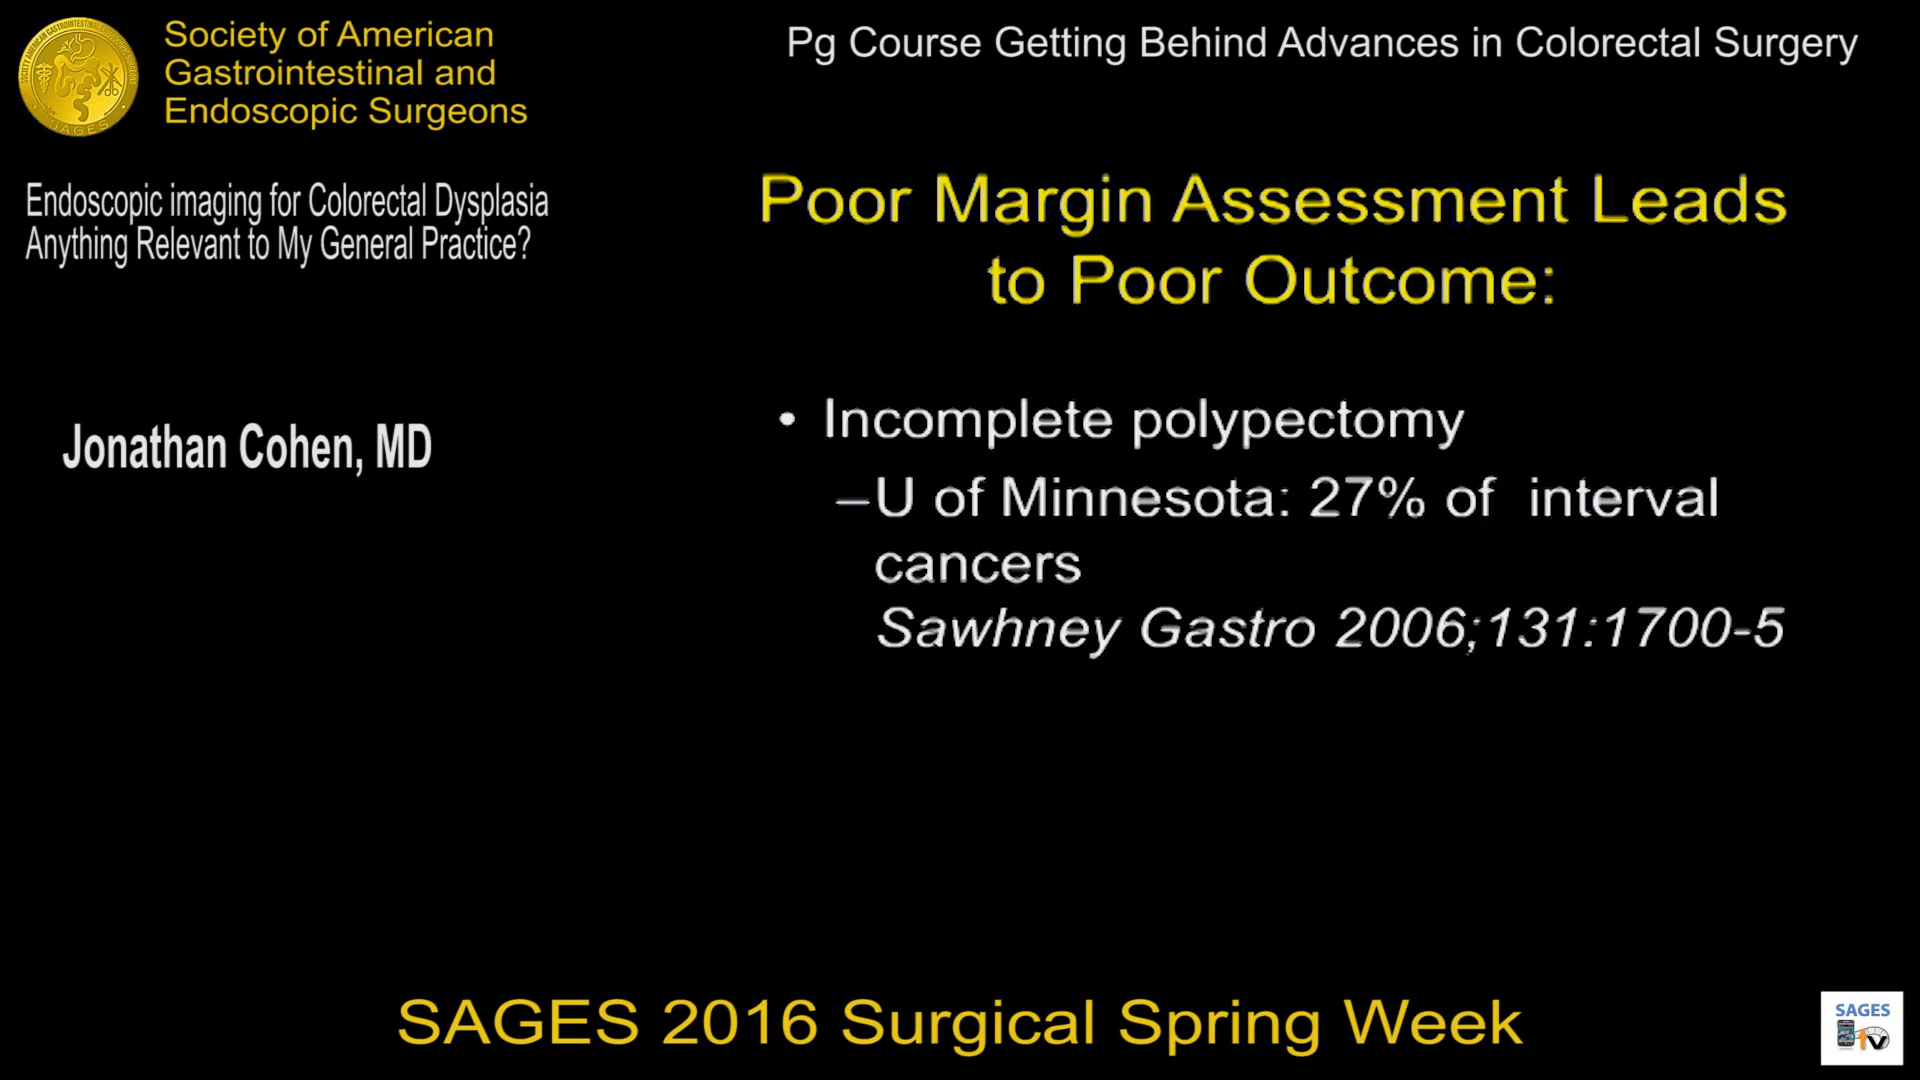 Society of American
Gastrointestinal and
Endoscopic Surgeons
SAGES
Pg Course Getting Behind Advances in Colorectal Surgery
Endoscopic imaging for Colorectal Dysplasia
Anything Relevant to My General Practice?
Jonathan Cohen, MD
Poor Margin Assessment Leads
to Poor Outcome:
• Incomplete polypectomy
–U of Minnesota: 27% of interval
cancers
Sawhney Gastro 2006;131:1700-5
SAGES 2016 Surgical Spring Week
SAGES
tv